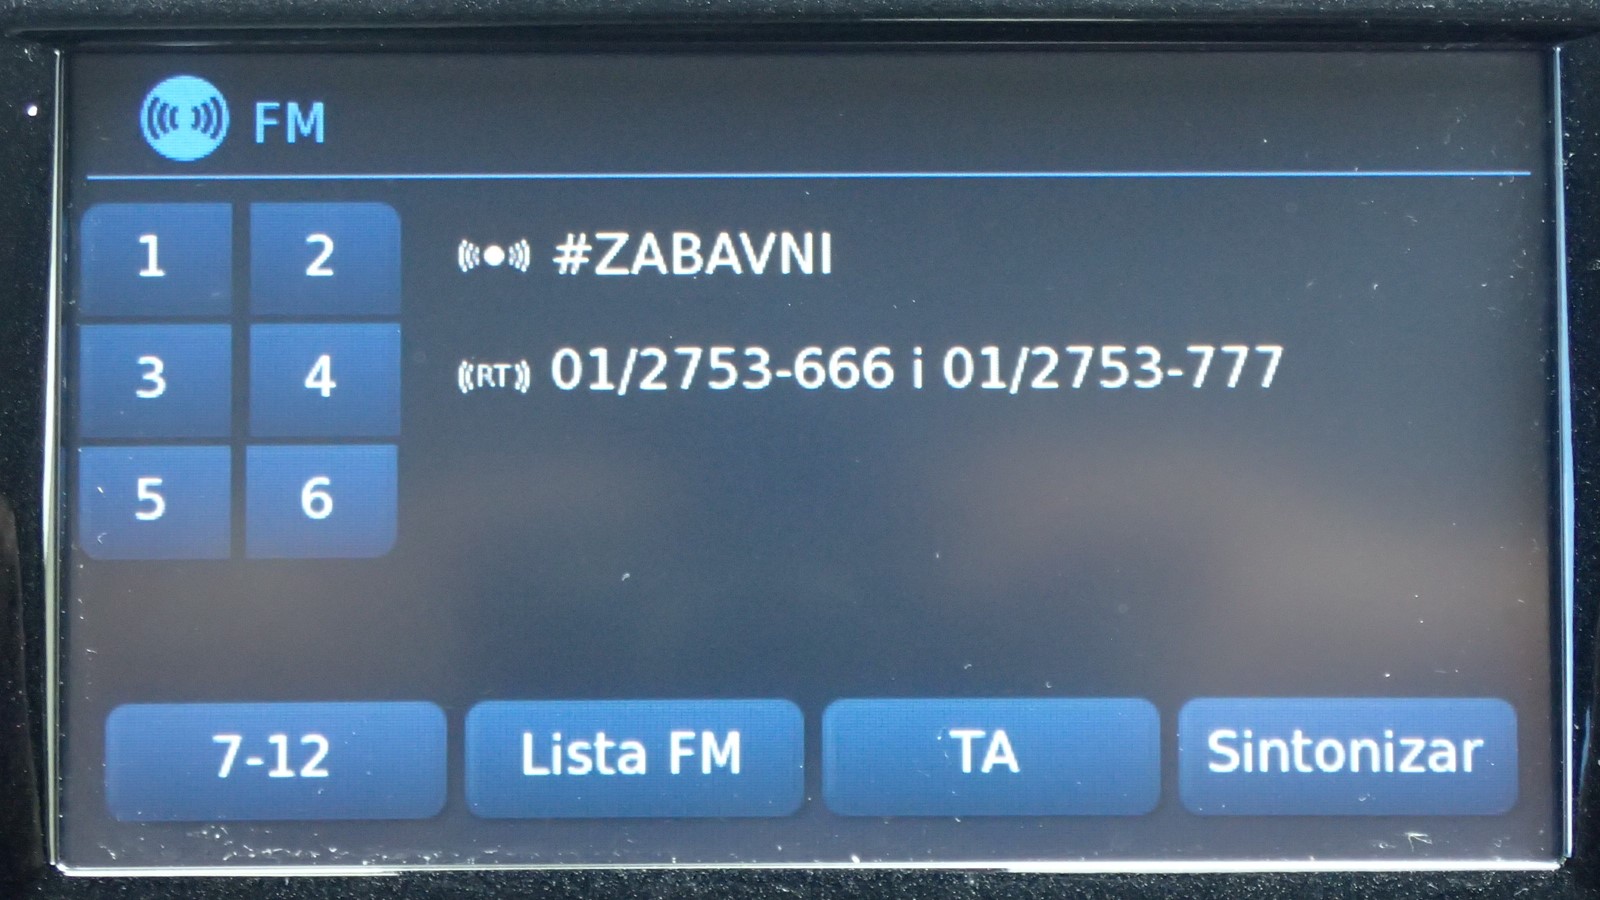 FM
1 2
#ZABAVNI
3 4
RT 01/2753-666 i 01/2753-777
5 6
7-12 Lista FM TA Sintonizar